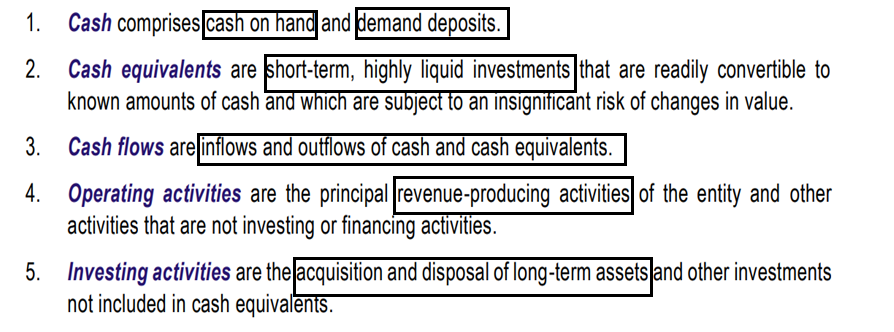 1. Cash comprises cash on hand and demand deposits.
2. Cash equivalents are short-term, highly liquid investments that are readily convertible to
known amounts of cash and which are subject to an insignificant risk of changes in value.
3. Cash flows are inflows and outflows of cash and cash equivalents.
4. Operating activities are the principal revenue-producing activities of the entity and other
activities that are not investing or financing activities.
5. Investing activities are the acquisition and disposal of long-term assets and other investments
not included in cash equivalents.